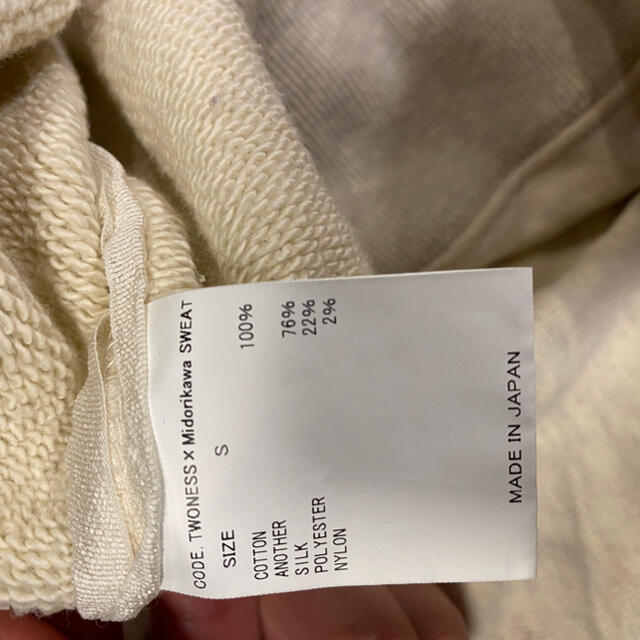 CODE. TWONESS X Midorikawa SWEAT
SIZE S
COTTON 100%
ANOTHER
SILK 76%
POLYESTER 22%
NYLON 2%
MADE IN JAPAN